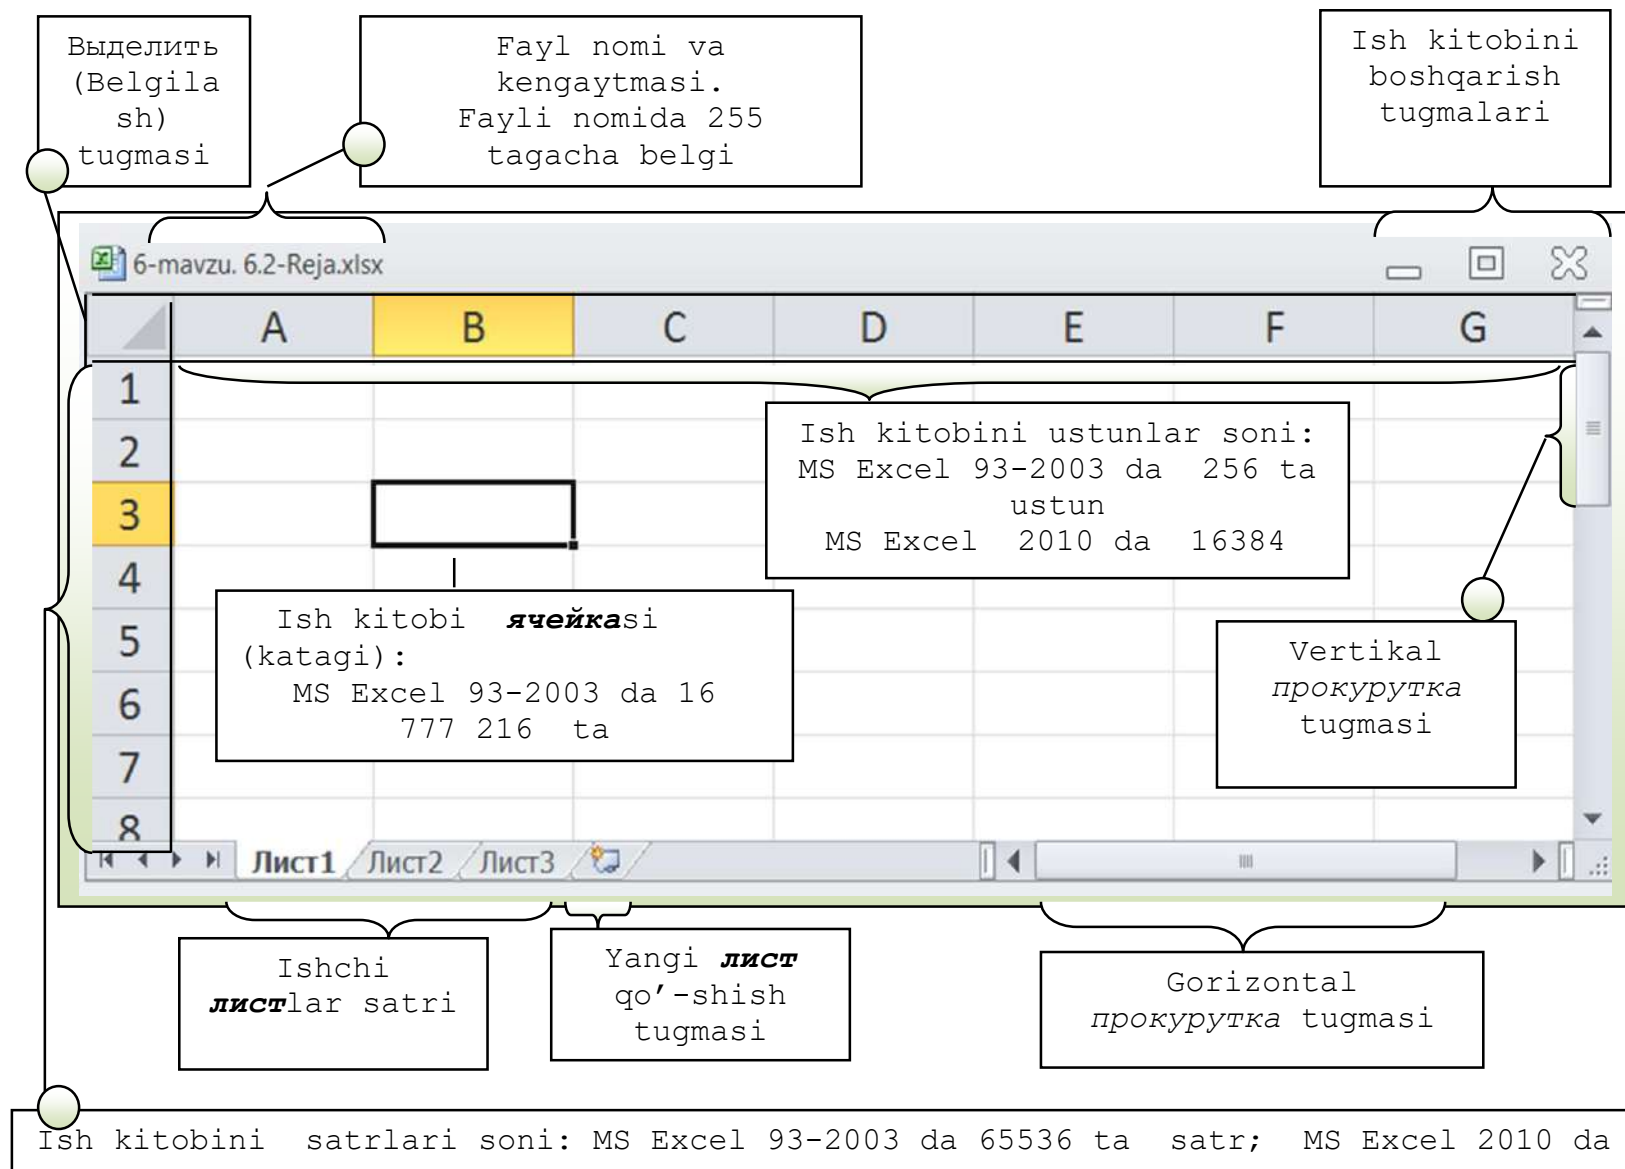 Выделить
(Belgila
sh)
tugmasi
Fayl nomi va
kengaytmasi.
Fayli nomida 255
tagacha belgi
Ish kitobini
boshqarish
tugmalari
6-mavzu. 6.2-Reja.xlsx
A B C D E F G
1
2
3
4
5
6
7
8
Ish kitobini ustunlar soni:
MS Excel 93-2003 da 256 ta
ustun
MS Excel 2010 da 16384
Ish kitobi ячейкаsi
(katagi):
MS Excel 93-2003 da 16
777 216 ta
Vertikal
прокурутка
tugmasi
Лист1 Лист2 Лист3
Ishchi
листlar satri
Yangi лист
qo’-shish
tugmasi
Gorizontal
прокурутка tugmasi
Ish kitobini satrlari soni: MS Excel 93-2003 da 65536 ta satr; MS Excel 2010 da